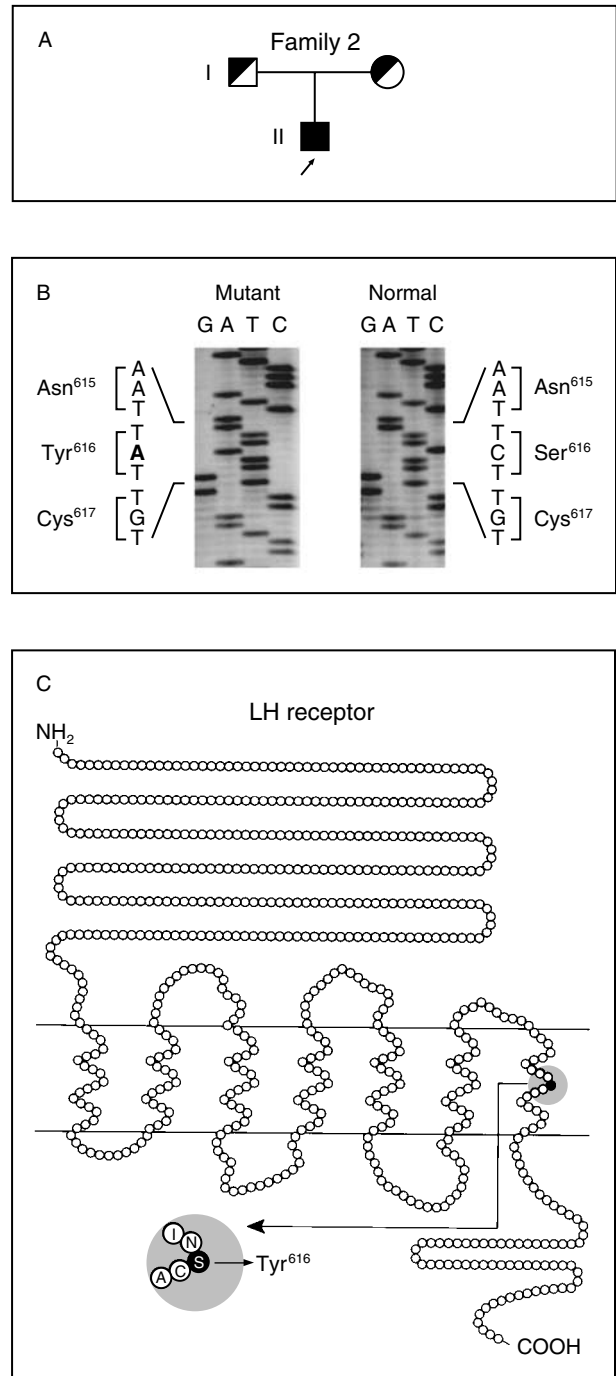 A
Family 2
I
II
B
Mutant
Normal
G A T C
G A T C
Asn615
A
A
T
Tyr616
T
A
T
Cys617
T
G
T
A
A
T
Asn615
T
C
T
Ser616
T
G
T
Cys617
C
LH receptor
NH2
I N S C A
Tyr616
COOH